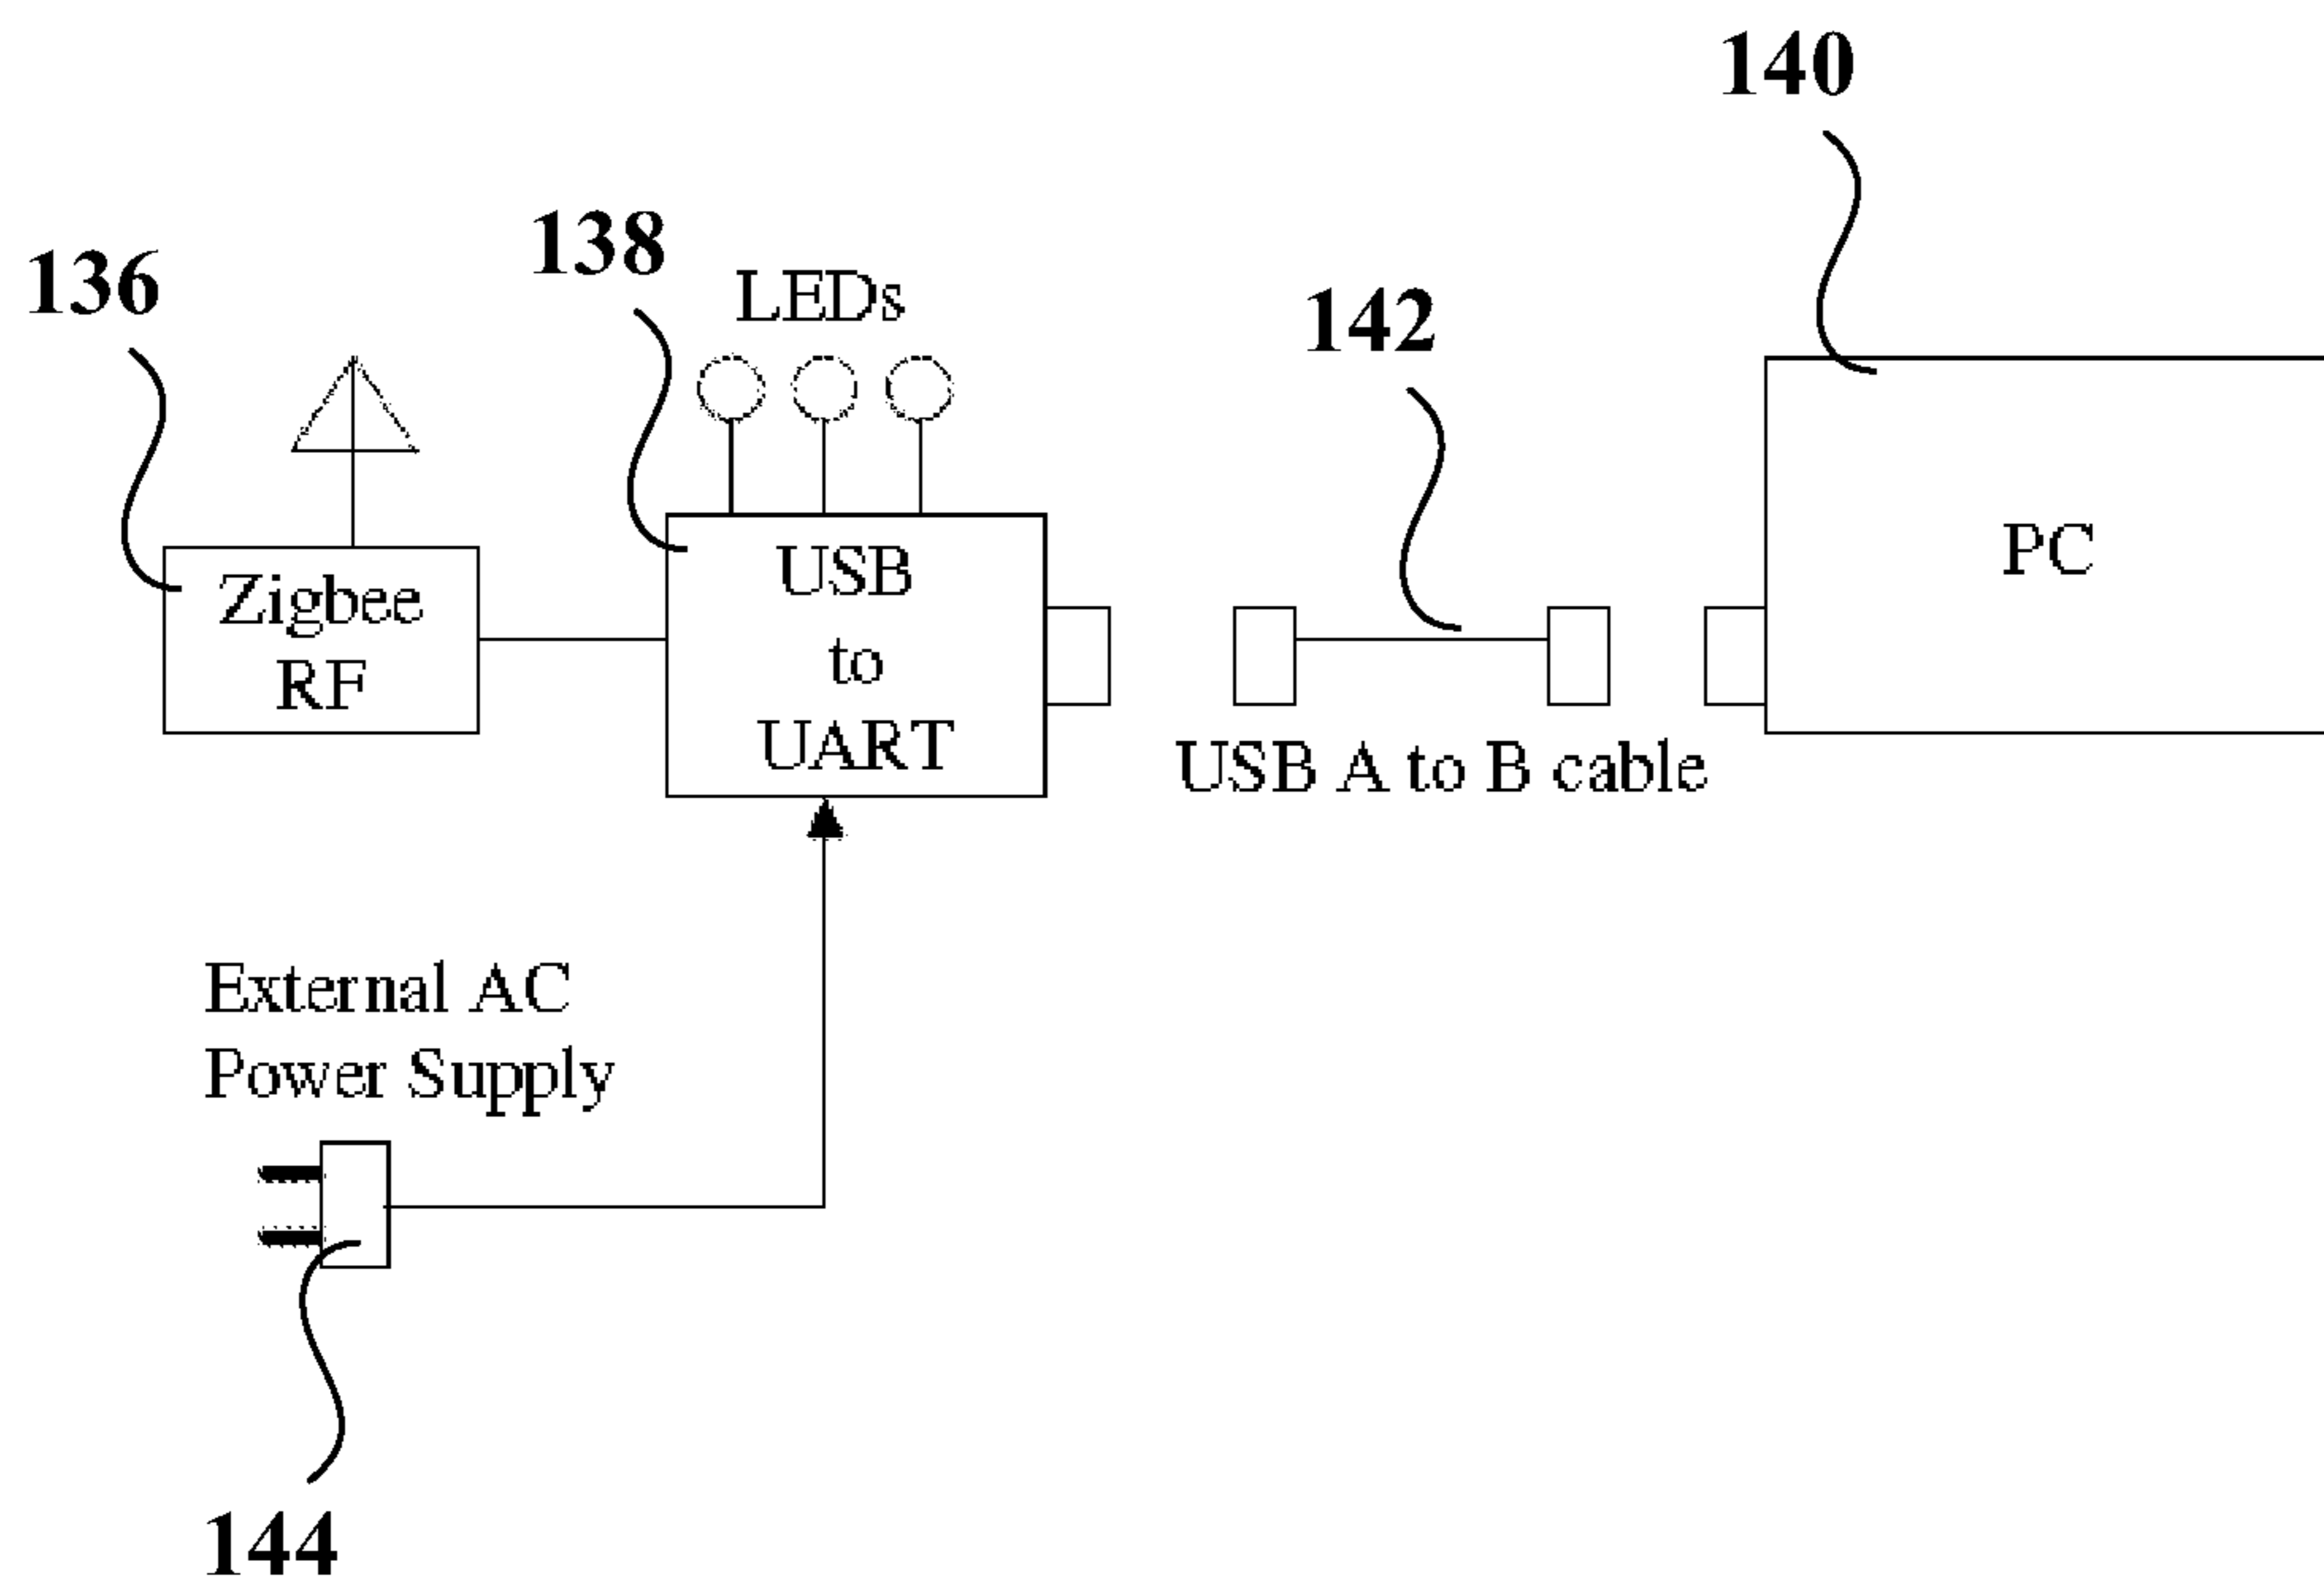 140
138
136
LEDs
142
Zigbee
RF
USB
to
UART
PC
USB A to B cable
External AC
Power Supply
144